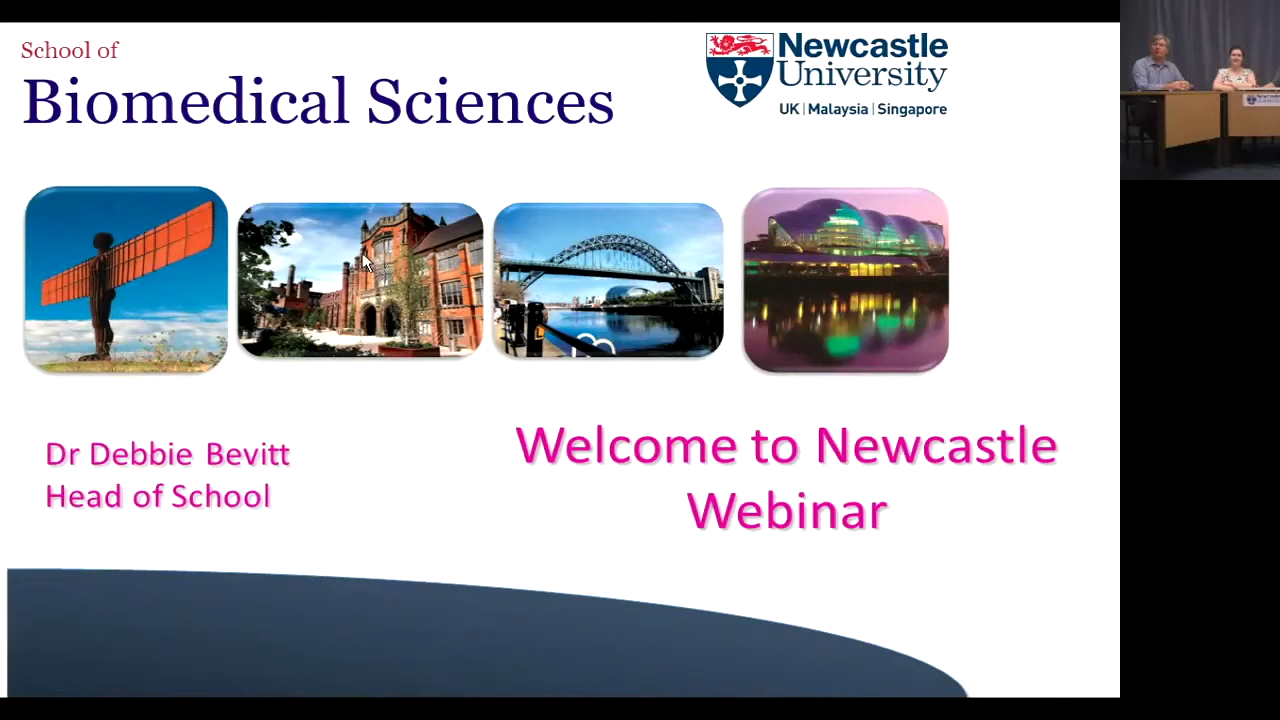 School of
Biomedical Sciences
Newcastle
University
UK | Malaysia | Singapore
Dr Debbie Bevitt
Head of School
Welcome to Newcastle
Webinar